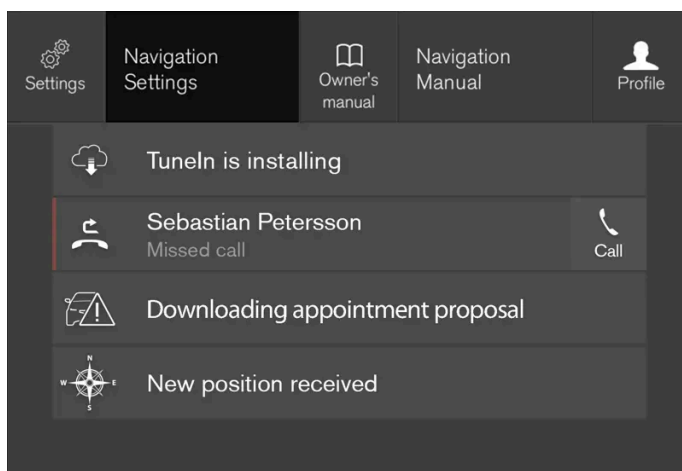 Settings
Navigation
Settings
Owner's
manual
Navigation
Manual
Profile
TuneIn is installing
Sebastian Petersson
Missed call
Call
Downloading appointment proposal
N
W
E
S
New position received